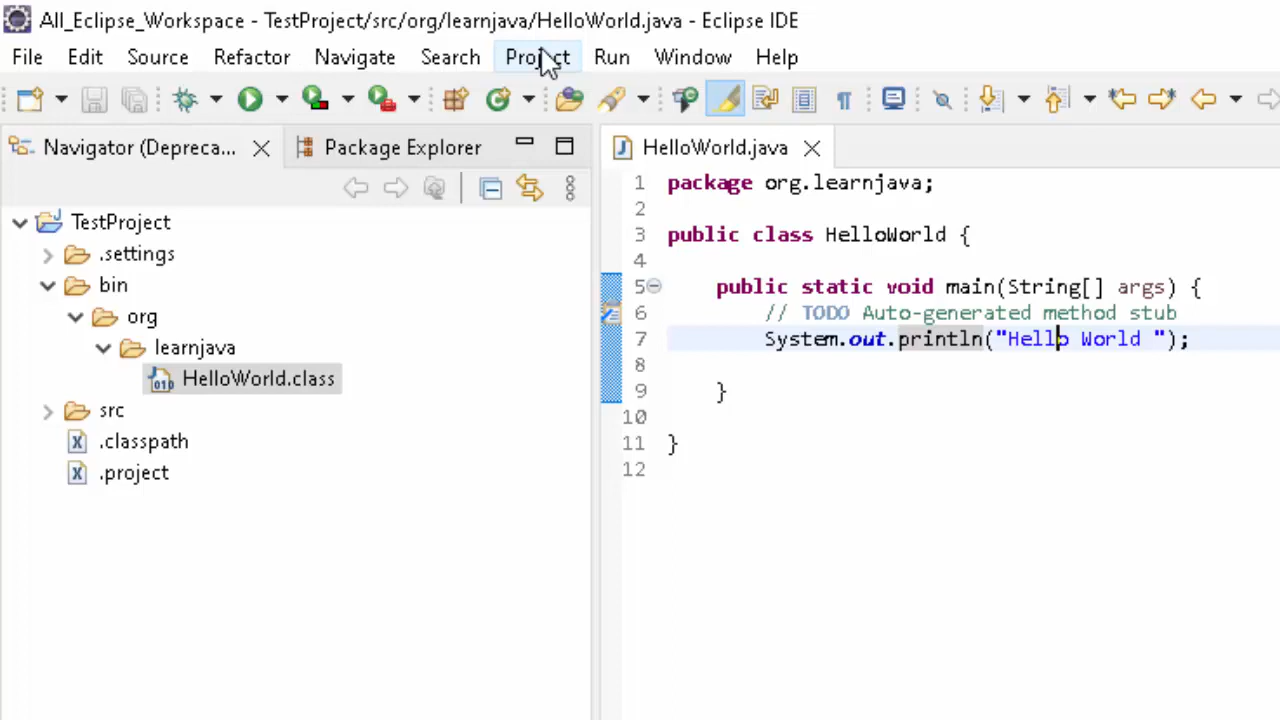 All_Eclipse_Workspace - TestProject/src/org/learnjava/HelloWorld.java - Eclipse IDE
File Edit Source Refactor Navigate Search Project Run Window Help
Navigator (Depreca... Package Explorer
HelloWorld.java
TestProject
.settings
bin
org
learnjava
HelloWorld.class
src
.classpath
.project
1 package org.learnjava;
2
3 public class HelloWorld {
4
5 public static void main(String[] args) {
6 // TODO Auto-generated method stub
7 System.out.println("Hello World ");
8
9 }
10
11 }
12